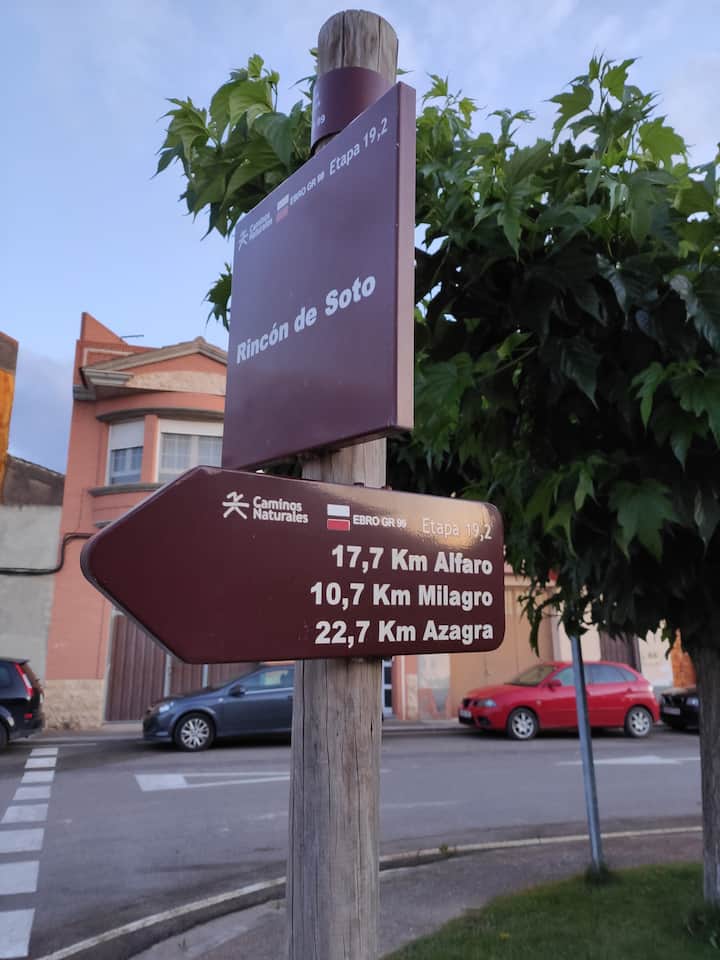 99
Caminos
Naturales
EBRO GR 99
Etapa 19,2
Rincón de Soto
Caminos
Naturales
EBRO GR 99
Etapa 19,2
17,7 Km Alfaro
10,7 Km Milagro
22,7 Km Azagra